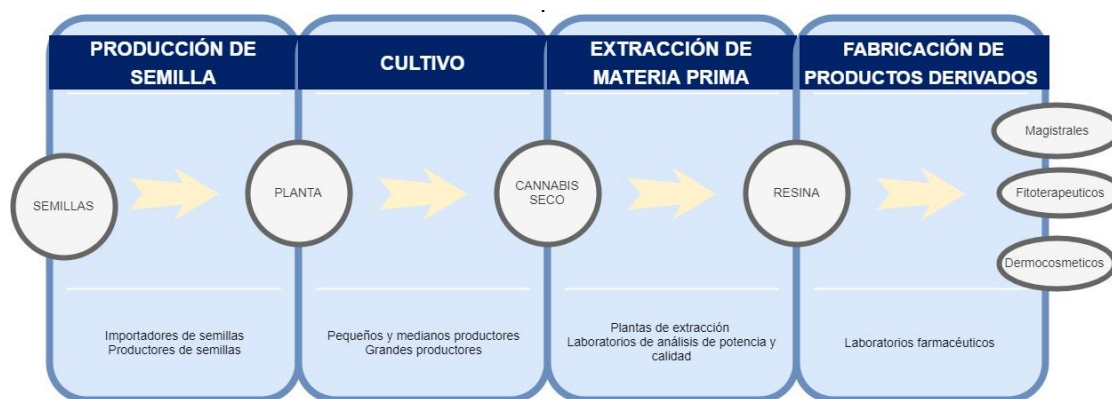 PRODUCCIÓN DE
SEMILLA
CULTIVO
EXTRACCIÓN DE
MATERIA PRIMA
FABRICACIÓN DE
PRODUCTOS DERIVADOS
SEMILLAS
PLANTA
CANNABIS
SECO
RESINA
Magistrales
Fitoterapeuticos
Dermocosmeticos
Importadores de semillas
Productores de semillas
Pequeños y medianos productores
Grandes productores
Plantas de extracción
Laboratorios de análisis de potencia y
calidad
Laboratorios farmacéuticos